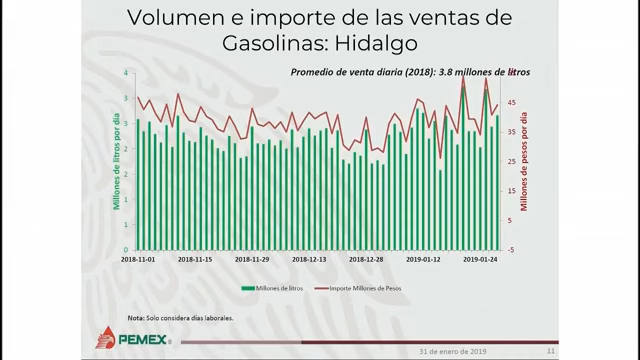 Volumen e importe de las ventas de
Gasolinas: Hidalgo
Promedio de venta diaria (2018): 3.8 millones de litros
Millones de litros por día
4
3
3
2
2
1
1
0
0
45
35
25
15
5
-5
Millones de pesos por día
2018-11-01 2018-11-15 2018-11-29 2018-12-13 2018-12-28 2019-01-12 2019-01-24
Millones de litros Importe Millones de Pesos
Nota: Solo considera días laborales.
PEMEX
31 de enero de 2019 11